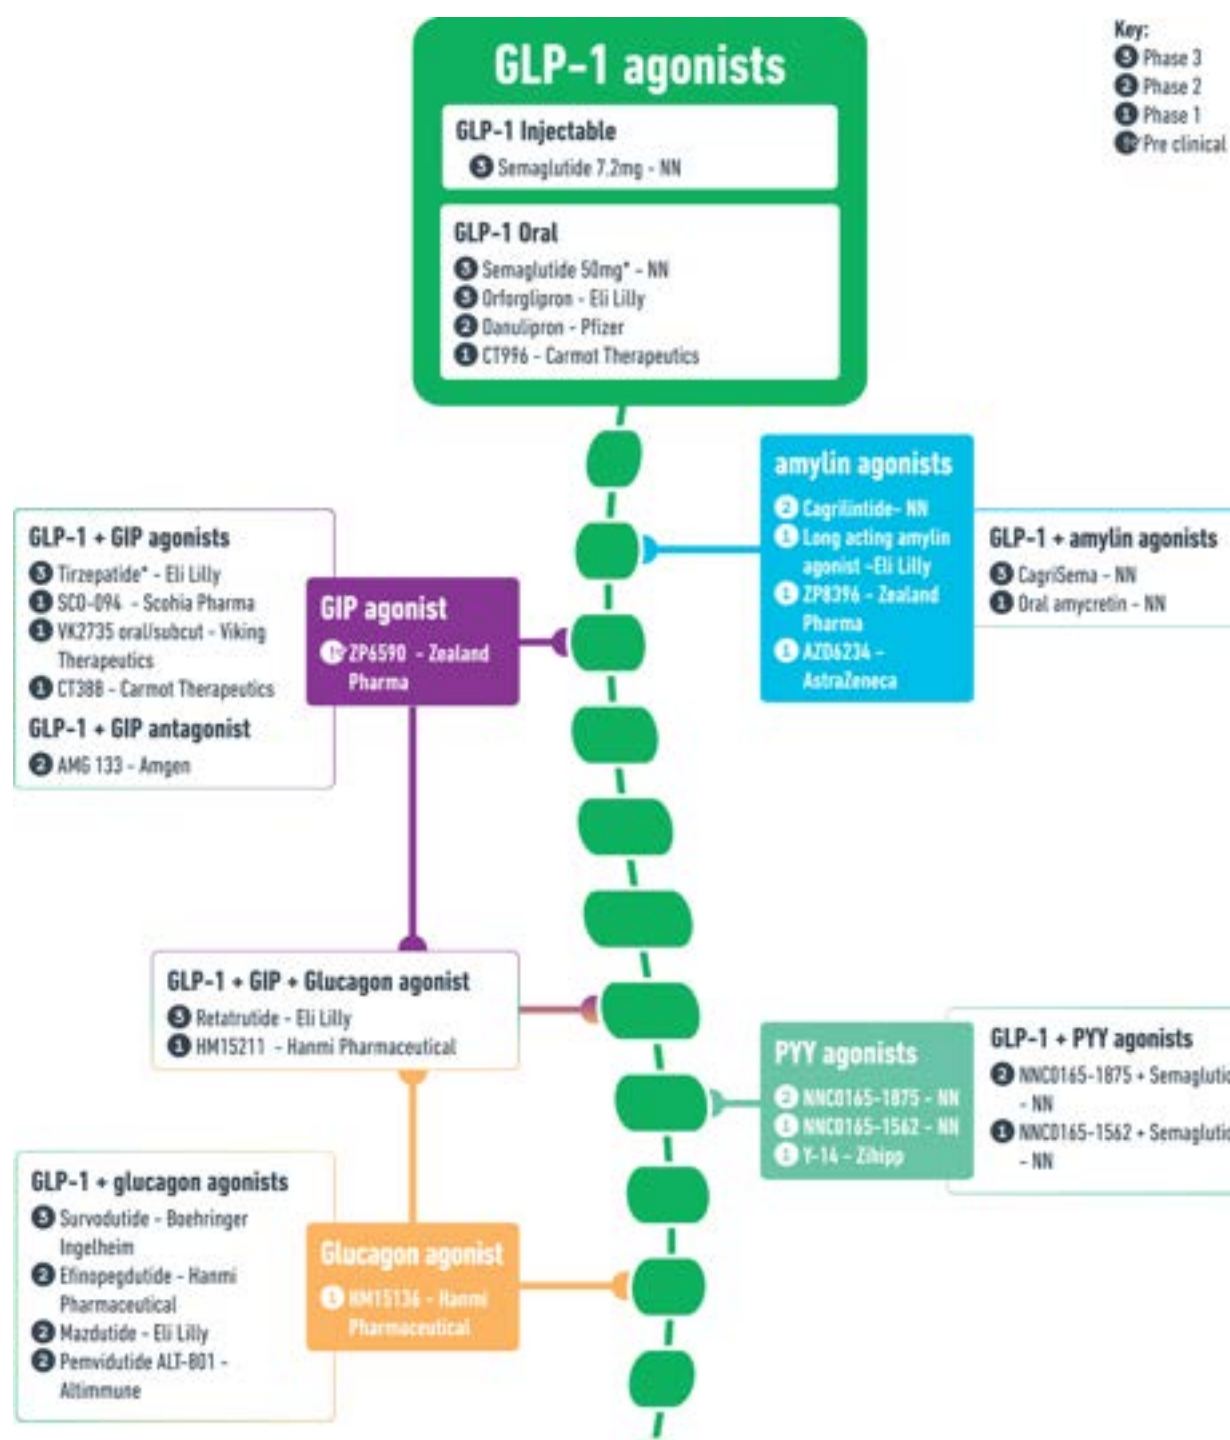 GLP-1 agonists
GLP-1 Injectable
3 Semaglutide 7.2mg - NN
GLP-1 Oral
3 Semaglutide 50mg* - NN
3 Orforglipron - Eli Lilly
2 Danulipron - Pfizer
1 CT996 - Carmot Therapeutics
Key:
3 Phase 3
2 Phase 2
1 Phase 1
Pre clinical
amylin agonists
2 Cagrilintide- NN
1 Long acting amylin
agonist -Eli Lilly
1 ZP8396 - Zealand
Pharma
1 AZD6234 -
AstraZeneca
GLP-1 + amylin agonists
3 CagriSema - NN
1 Oral amycretin - NN
GLP-1 + GIP agonists
3 Tirzepatide* - Eli Lilly
1 SCO-094 - Scohia Pharma
1 VK2735 oral/subcut - Viking
Therapeutics
1 CT388 - Carmot Therapeutics
GLP-1 + GIP antagonist
2 AMG 133 - Amgen
GIP agonist
ZP6590 - Zealand
Pharma
GLP-1 + GIP + Glucagon agonist
3 Retatrutide - Eli Lilly
1 HM15211 - Hanmi Pharmaceutical
PYY agonists
2 NNC0165-1875 - NN
1 NNC0165-1562 - NN
1 Y-14 - Zihipp
GLP-1 + PYY agonists
2 NNC0165-1875 + Semaglutid
- NN
1 NNC0165-1562 + Semaglutid
- NN
GLP-1 + glucagon agonists
3 Survodutide - Boehringer
Ingelheim
2 Efinopegdutide - Hanmi
Pharmaceutical
2 Mazdutide - Eli Lilly
2 Pemvidutide ALT-801 -
Altimmune
Glucagon agonist
1 HM15136 - Hanmi
Pharmaceutical